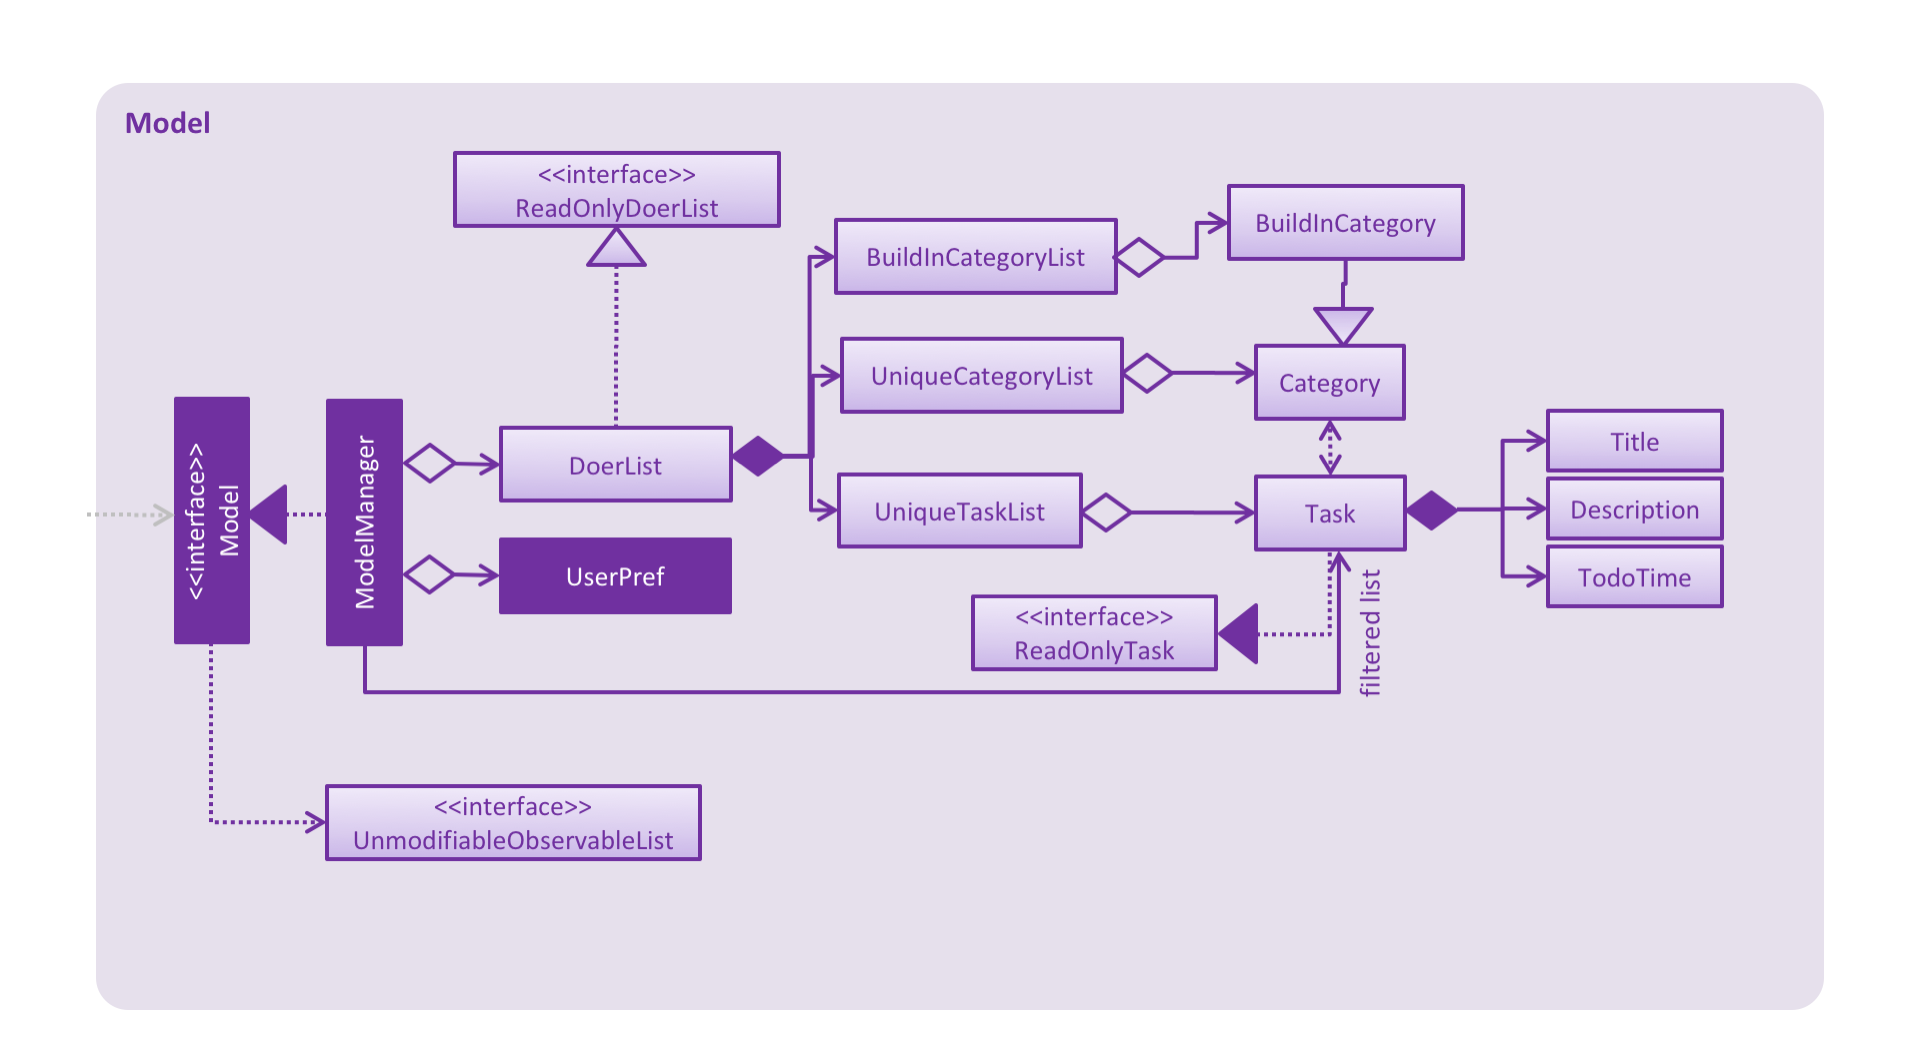 Model
<<interface>>
ReadOnlyDoerList
BuildInCategoryList
BuildInCategory
UniqueCategoryList
Category
<<interface>>
Model
ModelManager
DoerList
UniqueTaskList
Task
Title
Description
TodoTime
UserPref
<<interface>>
ReadOnlyTask
filtered list
<<interface>>
UnmodifiableObservableList